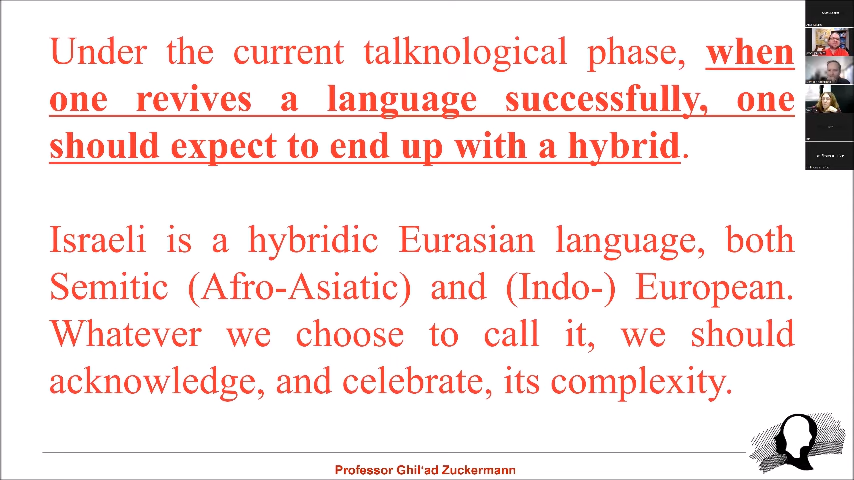 Under the current talknological phase, when
one revives a language successfully, one
should expect to end up with a hybrid.
Israeli is a hybridic Eurasian language, both
Semitic (Afro-Asiatic) and (Indo-) European.
Whatever we choose to call it, we should
acknowledge, and celebrate, its complexity.
Professor Ghil‘ad Zuckermann